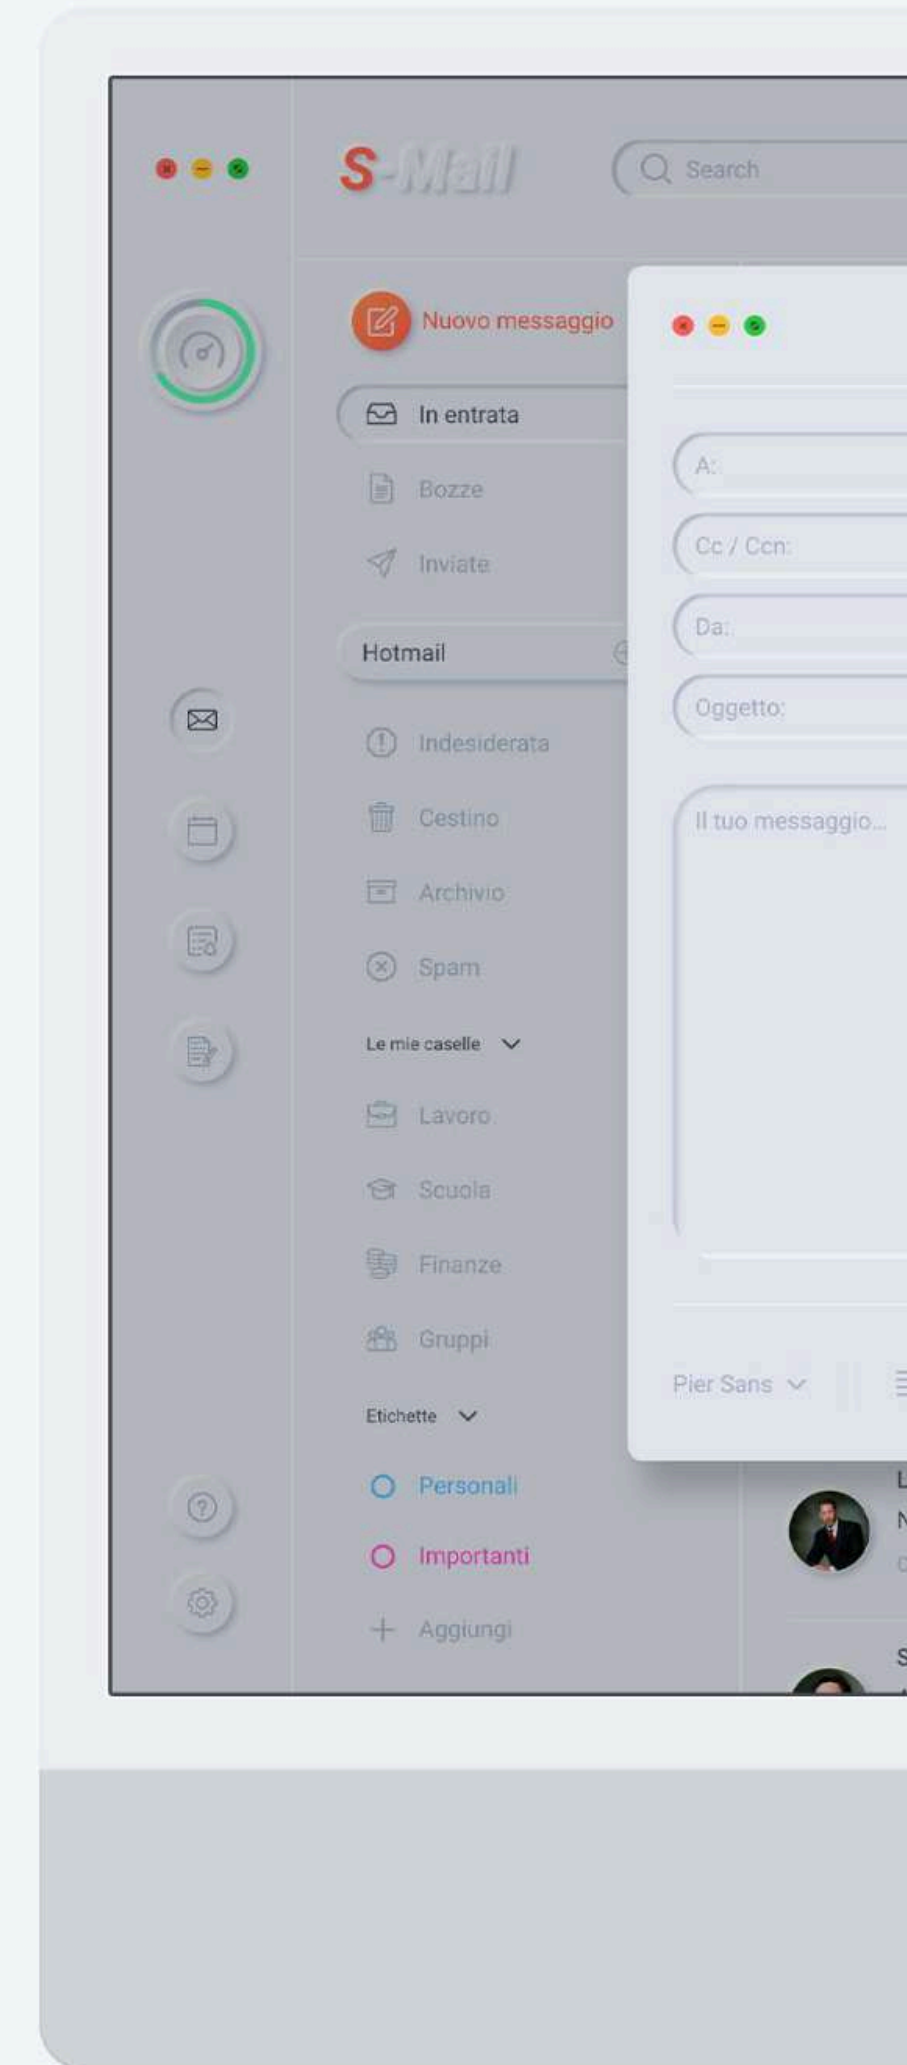 S-Mail
Search
Nuovo messaggio
In entrata
Bozze
Inviate
Hotmail
Indesiderata
Cestino
Archivio
Spam
Le mie caselle
Lavoro
Scuola
Finanze
Gruppi
Etichette
Personali
Importanti
Aggiungi
A:
Cc / Ccn:
Da:
Oggetto:
Il tuo messaggio...
Pier Sans